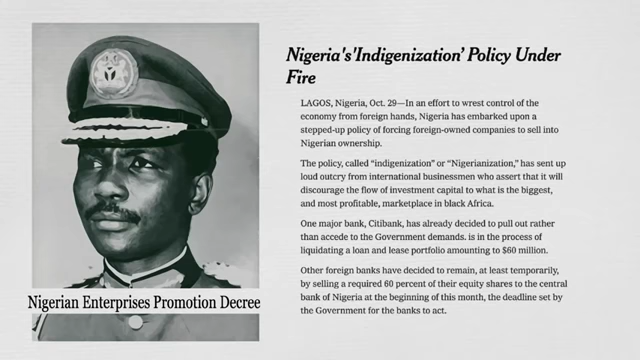 Nigeria's'Indigenization' Policy Under
Fire
LAGOS, Nigeria, Oct. 29—In an effort to wrest control of the
economy from foreign hands, Nigeria has embarked upon a
stepped-up policy of forcing foreign-owned companies to sell into
Nigerian ownership.
The policy, called “indigenization” or “Nigerianization,” has sent up
loud outcry from international businessmen who assert that it will
discourage the flow of investment capital to what is the biggest,
and most profitable, marketplace in black Africa.
One major bank, Citibank, has already decided to pull out rather
than accede to the Government demands. is in the process of
liquidating a loan and lease portfolio amounting to $60 million.
Other foreign banks have decided to remain, at least temporarily,
by selling a required 60 percent of their equity shares to the central
bank of Nigeria at the beginning of this month, the deadline set by
the Government for the banks to act.
Nigerian Enterprises Promotion Decree